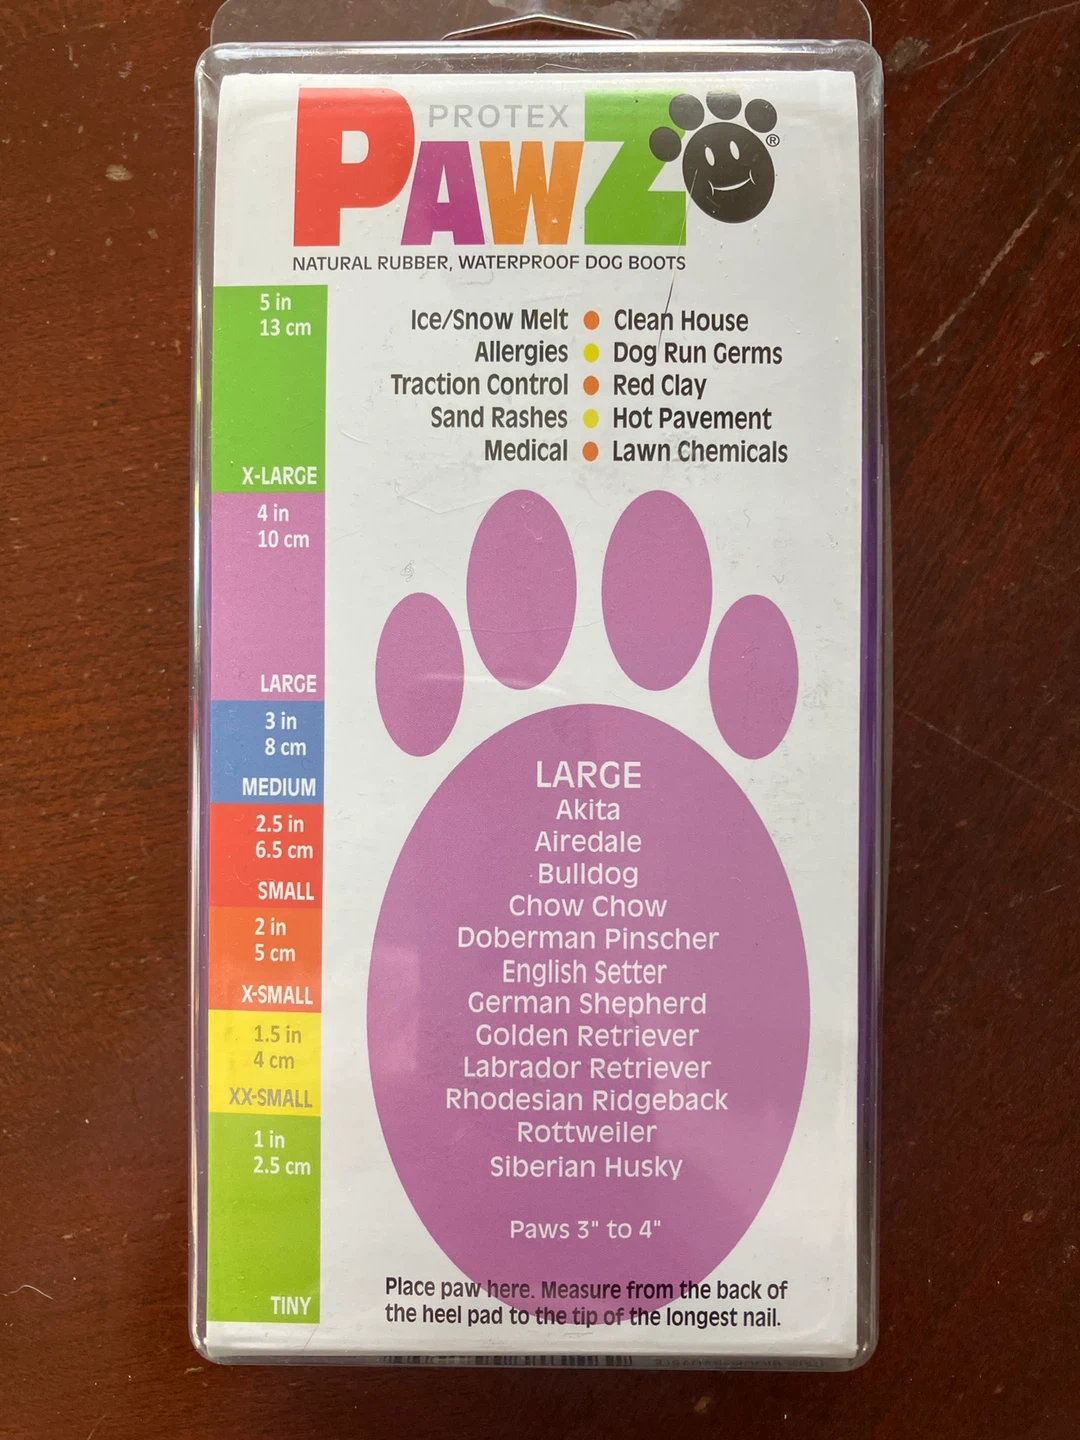 PROTEX
PAWZ ®
NATURAL RUBBER, WATERPROOF DOG BOOTS
Ice/Snow Melt Clean House
Allergies Dog Run Germs
Traction Control Red Clay
Sand Rashes Hot Pavement
Medical Lawn Chemicals
5 in
13 cm
X-LARGE
4 in
10 cm
LARGE
3 in
8 cm
MEDIUM
2.5 in
6.5 cm
SMALL
2 in
5 cm
X-SMALL
1.5 in
4 cm
XX-SMALL
1 in
2.5 cm
TINY
LARGE
Akita
Airedale
Bulldog
Chow Chow
Doberman Pinscher
English Setter
German Shepherd
Golden Retriever
Labrador Retriever
Rhodesian Ridgeback
Rottweiler
Siberian Husky
Paws 3" to 4"
Place paw here. Measure from the back of
the heel pad to the tip of the longest nail.